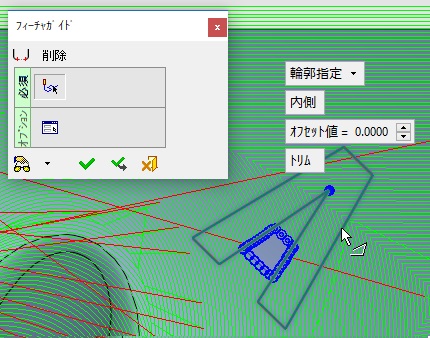 フィーチャガイド
x
削除
必須
オプション
輪郭指定
内側
オフセット値 = 0.0000
トリム